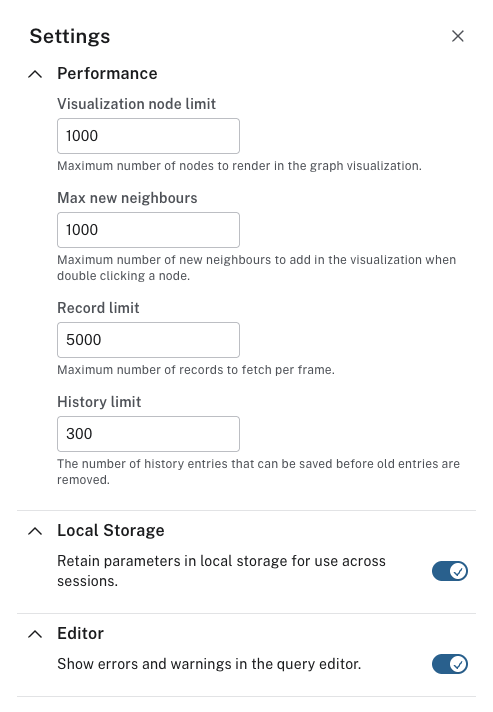 Settings
Performance
Visualization node limit
1000
Maximum number of nodes to render in the graph visualization.
Max new neighbours
1000
Maximum number of new neighbours to add in the visualization when
double clicking a node.
Record limit
5000
Maximum number of records to fetch per frame.
History limit
300
The number of history entries that can be saved before old entries are
removed.
Local Storage
Retain parameters in local storage for use across
sessions.
Editor
Show errors and warnings in the query editor.